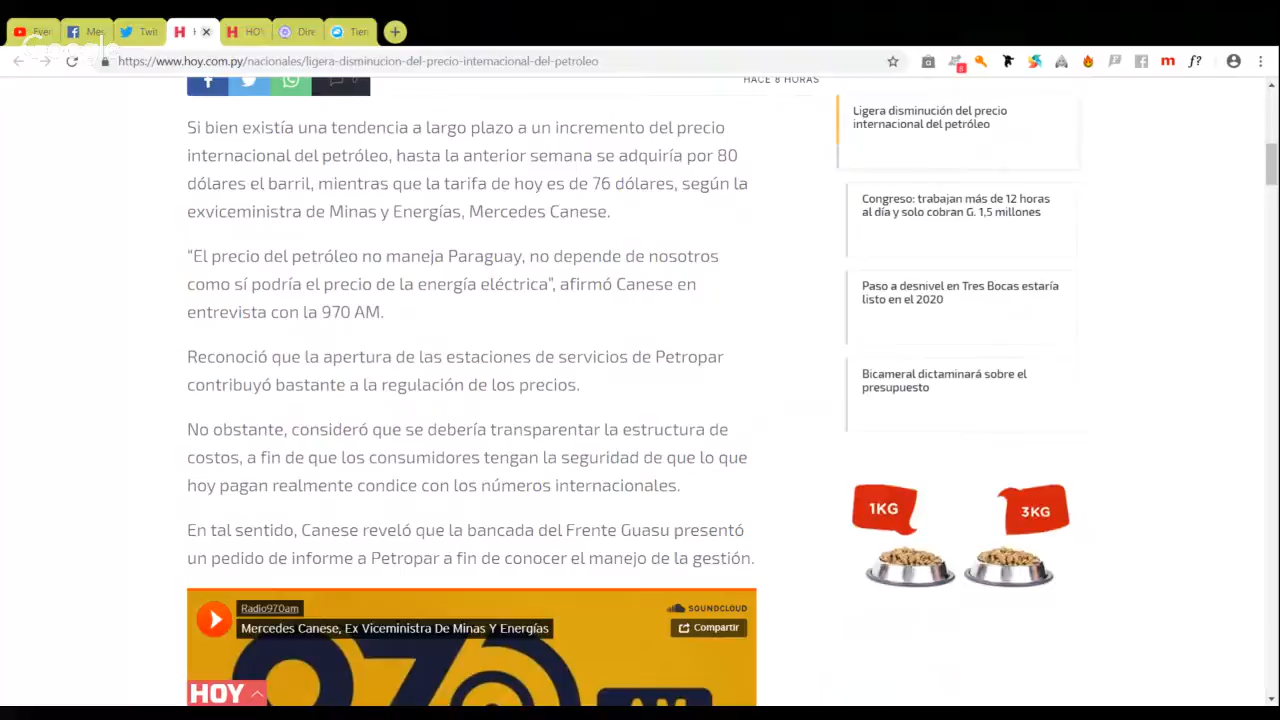 Eve
Me
Twit
H
HOY
Dire
Tien
Google
https://www.hoy.com.py/nacionales/ligera-disminucion-del-precio-internacional-del-petroleo
8
m
f?
HACE 8 HORAS
Si bien existía una tendencia a largo plazo a un incremento del precio
internacional del petróleo, hasta la anterior semana se adquiría por 80
dólares el barril, mientras que la tarifa de hoy es de 76 dólares, según la
exviceministra de Minas y Energías, Mercedes Canese.
“El precio del petróleo no maneja Paraguay, no depende de nosotros
como sí podría el precio de la energía eléctrica”, afirmó Canese en
entrevista con la 970 AM.
Reconoció que la apertura de las estaciones de servicios de Petropar
contribuyó bastante a la regulación de los precios.
No obstante, consideró que se debería transparentar la estructura de
costos, a fin de que los consumidores tengan la seguridad de que lo que
hoy pagan realmente condice con los números internacionales.
En tal sentido, Canese reveló que la bancada del Frente Guasu presentó
un pedido de informe a Petropar a fin de conocer el manejo de la gestión.
Radio970am
Mercedes Canese, Ex Viceministra De Minas Y Energías
SOUNDCLOUD
Compartir
970
AM
HOY
Ligera disminución del precio
internacional del petróleo
Congreso: trabajan más de 12 horas
al día y solo cobran G. 1,5 millones
Paso a desnivel en Tres Bocas estaría
listo en el 2020
Bicameral dictaminará sobre el
presupuesto
1KG
3KG